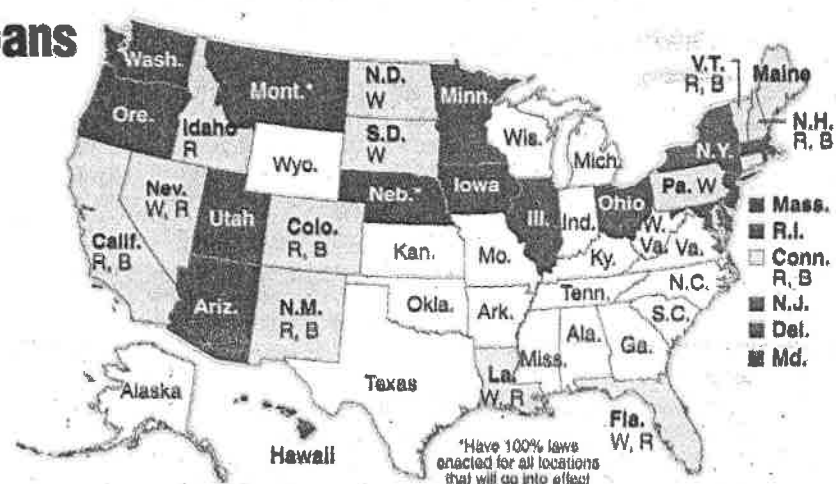 ans
Wash.
Ore.
Calif.
R, B
Nev.
W, R
Idaho
R
Mont.*
Wyo.
Utah
Ariz.
Colo.
R, B
N.M.
R, B
N.D.
W
S.D.
W
Neb.*
Kan.
Okla.
Texas
Minn.
Iowa
Mo.
Ark.
La.
W, R
Wis.
Ill.
Mich.
Ind.
Ohio
Ky.
Tenn.
Miss.
Ala.
Ga.
Fla.
W, R
S.C.
N.C.
Va.
W.
Va.
Pa. W
N.Y.
V.T.
R, B
Maine
N.H.
R, B
Mass.
R.I.
Conn.
R, B
N.J.
Del.
Md.
Alaska
Hawaii
*Have 100% laws
enacted for all locations
that will go into effect